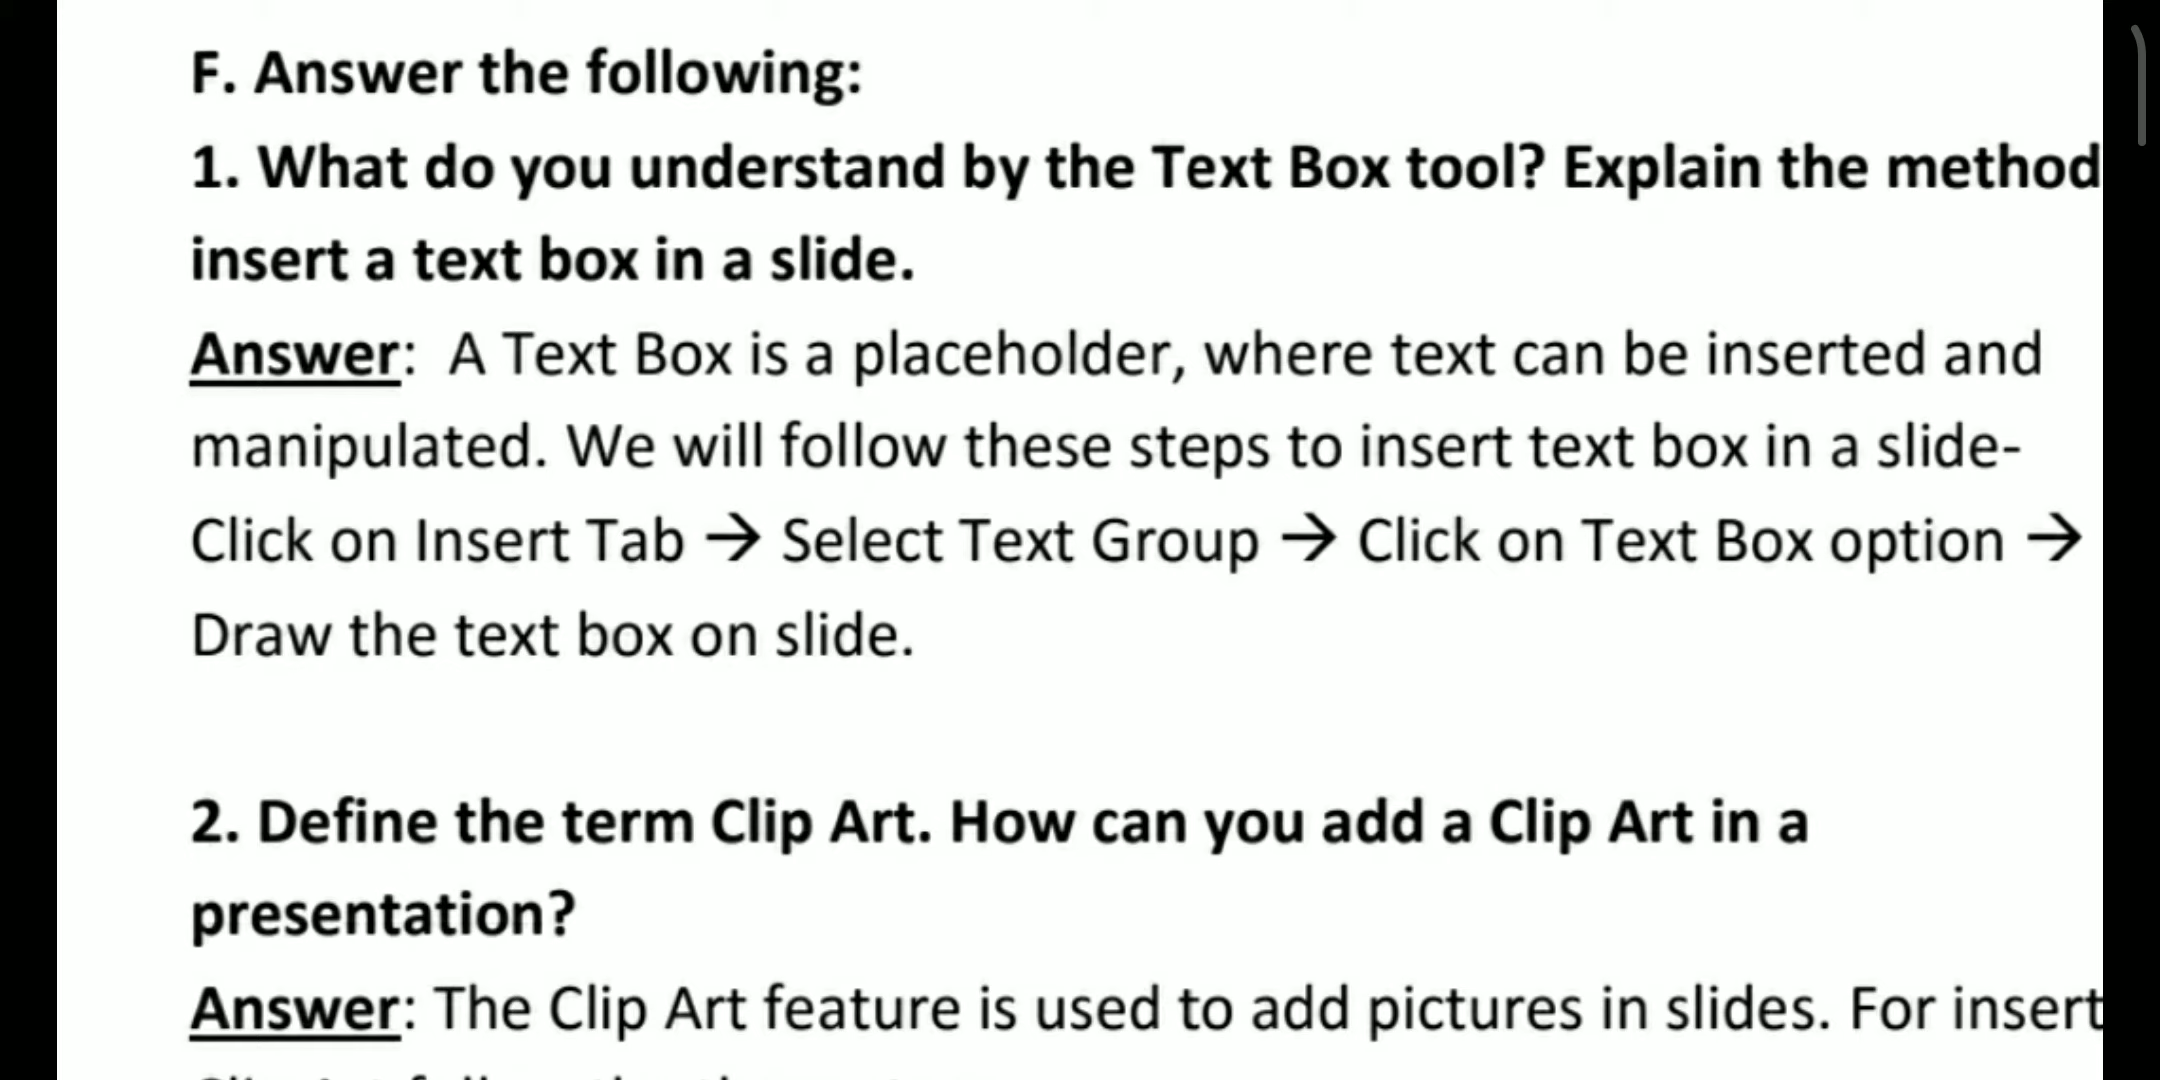 F. Answer the following:
1. What do you understand by the Text Box tool? Explain the method
insert a text box in a slide.
Answer:  A Text Box is a placeholder, where text can be inserted and
manipulated. We will follow these steps to insert text box in a slide-
Click on Insert Tab → Select Text Group → Click on Text Box option →
Draw the text box on slide.
2. Define the term Clip Art. How can you add a Clip Art in a
presentation?
Answer: The Clip Art feature is used to add pictures in slides. For insert